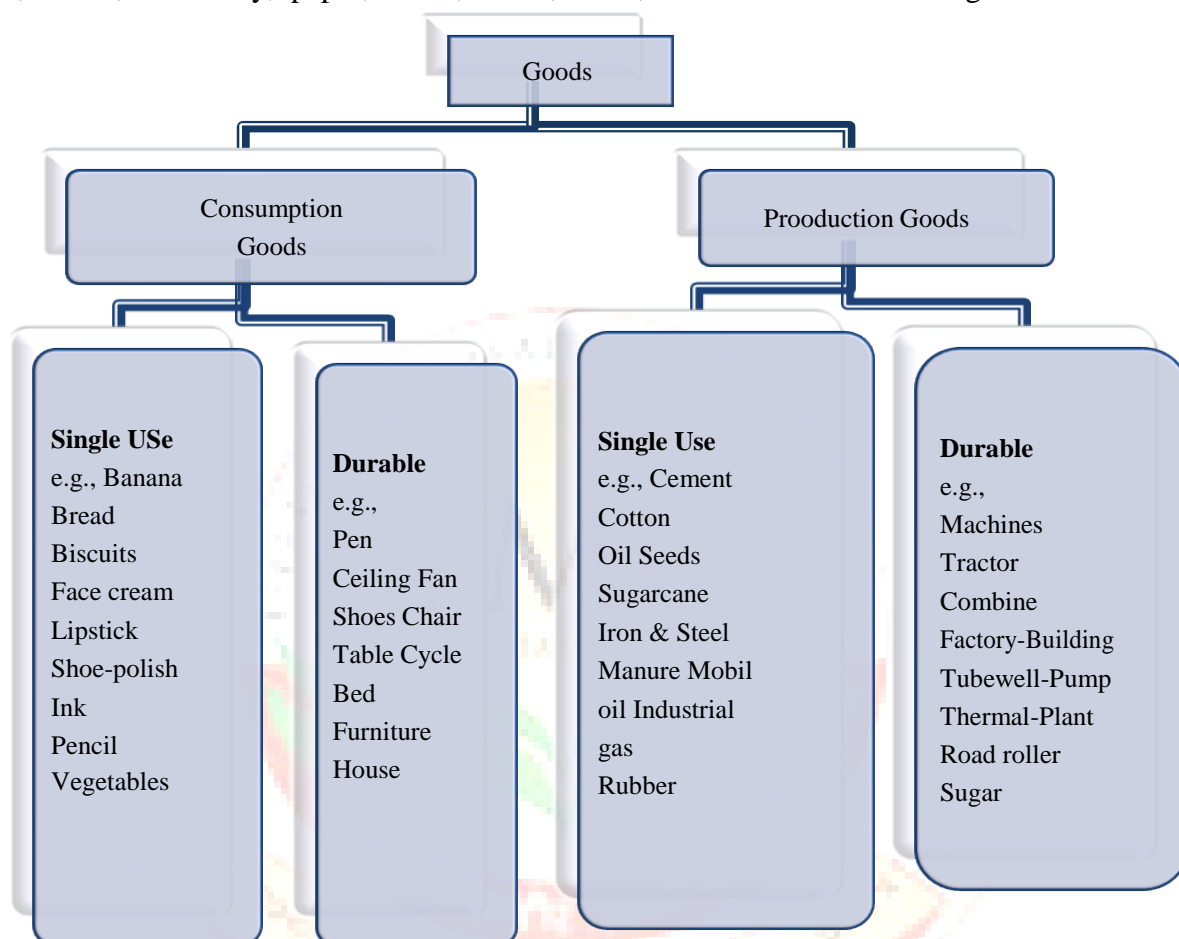 Goods
Consumption
Goods
Prooduction Goods
Single USe
e.g., Banana
Bread
Biscuits
Face cream
Lipstick
Shoe-polish
Ink
Pencil
Vegetables
Durable
e.g.,
Pen
Ceiling Fan
Shoes Chair
Table Cycle
Bed
Furniture
House
Single Use
e.g., Cement
Cotton
Oil Seeds
Sugarcane
Iron & Steel
Manure Mobil
oil Industrial
gas
Rubber
Durable
e.g.,
Machines
Tractor
Combine
Factory-Building
Tubewell-Pump
Thermal-Plant
Road roller
Sugar